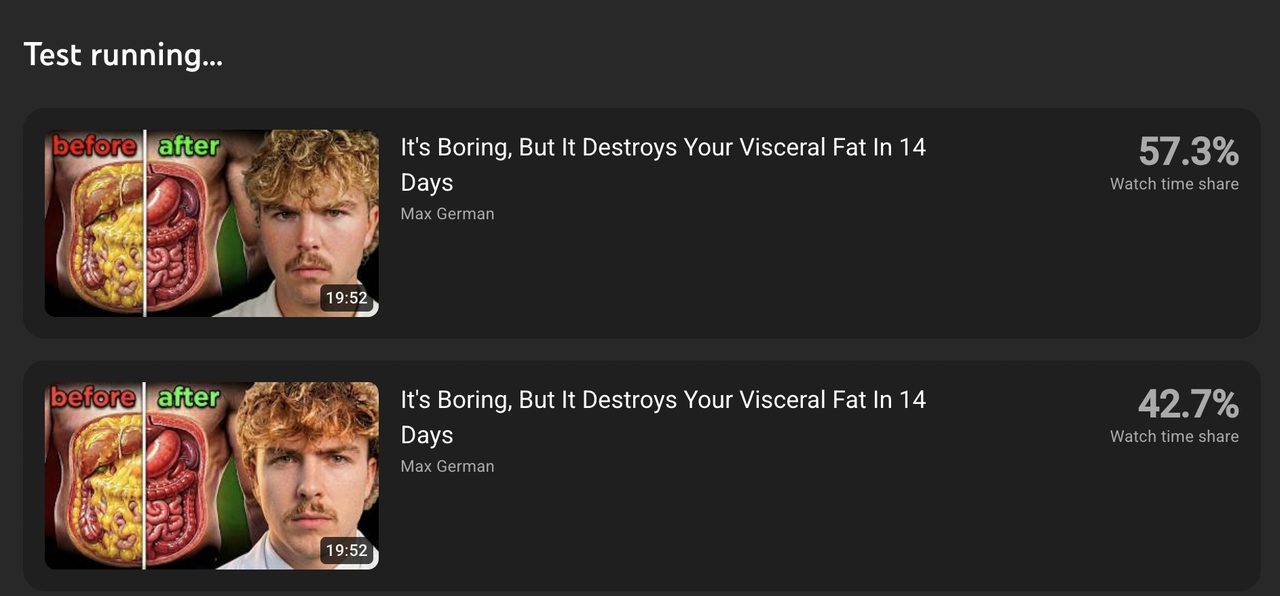 Test running...
before after
19:52
It's Boring, But It Destroys Your Visceral Fat In 14
Days
Max German
57.3%
Watch time share
before after
19:52
It's Boring, But It Destroys Your Visceral Fat In 14
Days
Max German
42.7%
Watch time share